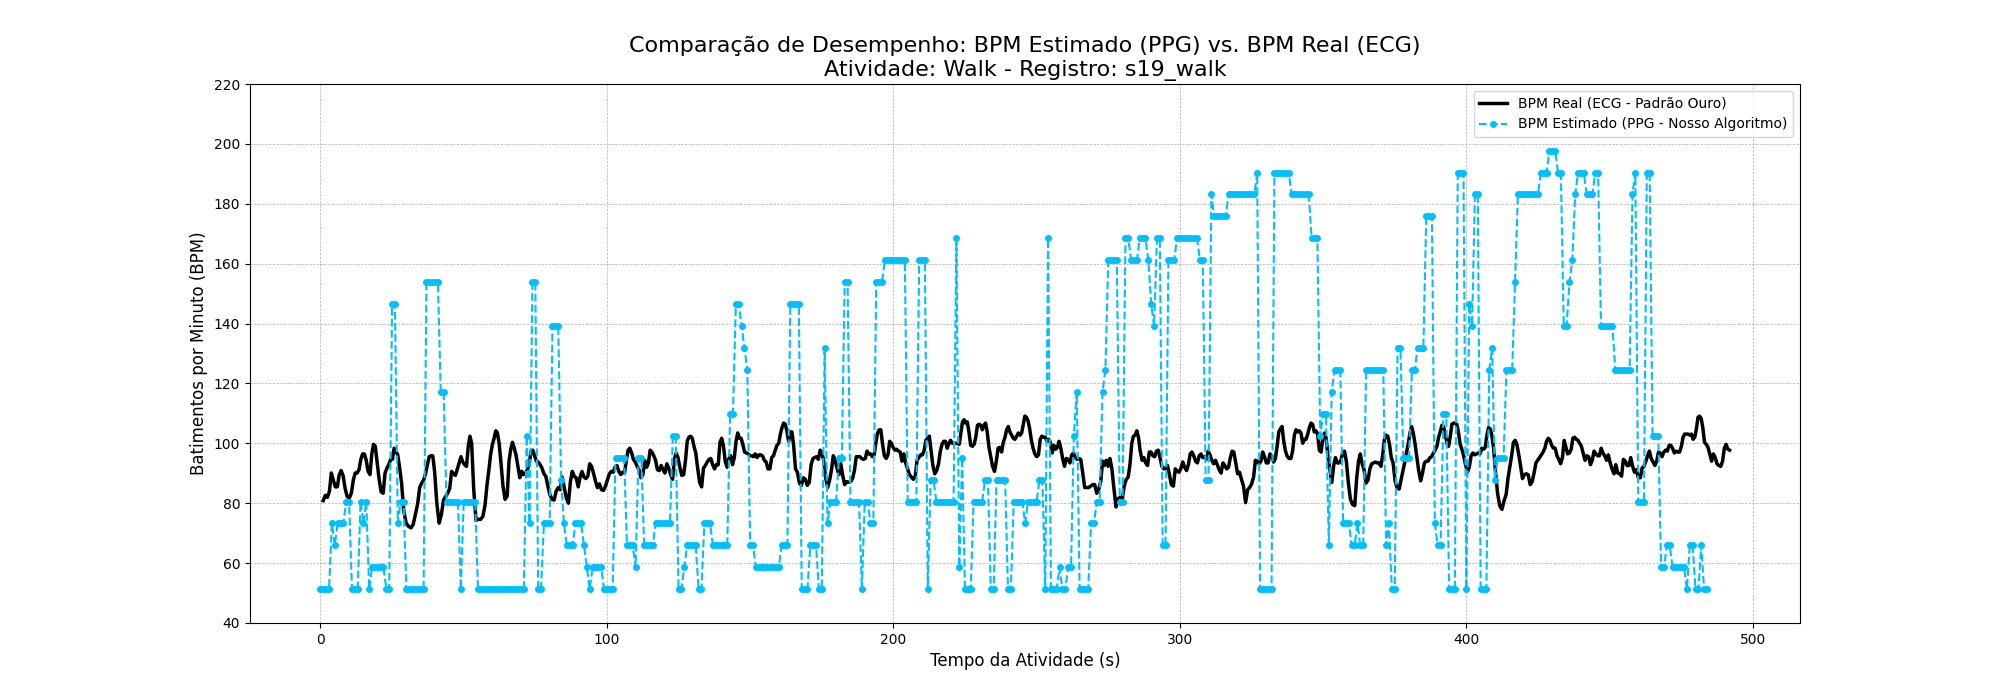 Comparação de Desempenho: BPM Estimado (PPG) vs. BPM Real (ECG)
Atividade: Walk - Registro: s19_walk
BPM Real (ECG - Padrão Ouro)
BPM Estimado (PPG - Nosso Algoritmo)
Batimentos por Minuto (BPM)
220
200
180
160
140
120
100
80
60
40
0 100 200 300 400 500
Tempo da Atividade (s)